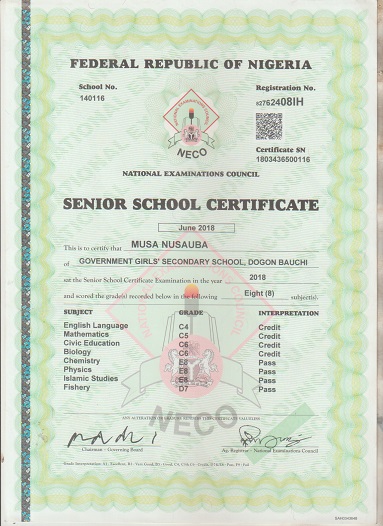 FEDERAL REPUBLIC OF NIGERIA
School No. Registration No.
140116 82762408IH
NECO
Certificate SN
1803436500116
NATIONAL EXAMINATIONS COUNCIL
SENIOR SCHOOL CERTIFICATE
June 2018
This is to certify that MUSA NUSAUBA
of GOVERNMENT GIRLS' SECONDARY SCHOOL, DOGON BAUCHI
sat the Senior School Certificate Examination in the year 2018
and scored the grade(s) recorded below in the following Eight (8) subject(s).
SUBJECT GRADE INTERPRETATION
English Language C4 Credit
Mathematics C5 Credit
Civic Education C6 Credit
Biology C6 Credit
Chemistry E8 Pass
Physics E8 Pass
Islamic Studies E8 Pass
Fishery D7 Pass
NECO
Chairman - Governing Board Ag. Registrar - National Examinations Council